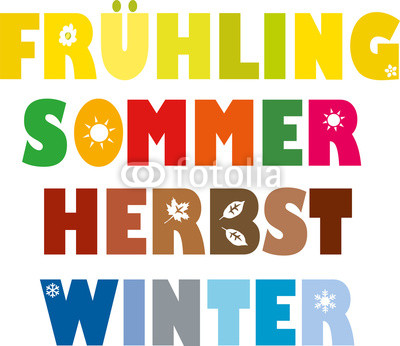 FRÜHLING
SOMMER
fotolia
HERBST
WINTER